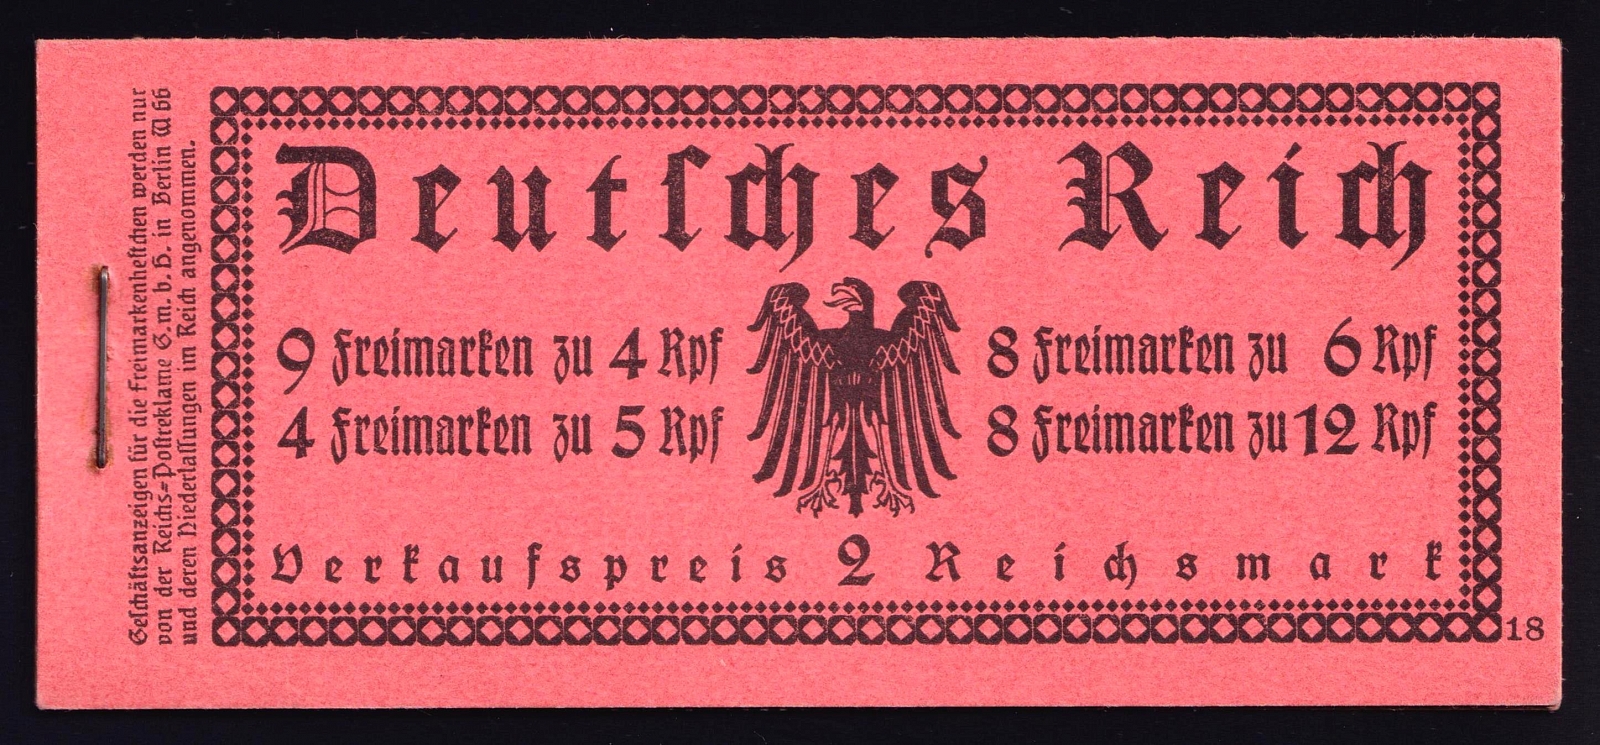 Geschäftsanzeigen für die Freimarkenheftchen werden nur
von der Reichs-Postreklame G.m.b.H. in Berlin W 66
und deren Niederlassungen im Reich angenommen.
Deutſches Reich
9 Freimarken zu 4 Rpf
4 Freimarken zu 5 Rpf
8 Freimarken zu 6 Rpf
8 Freimarken zu 12 Rpf
Verkaufspreis 2 Reichsmark
18